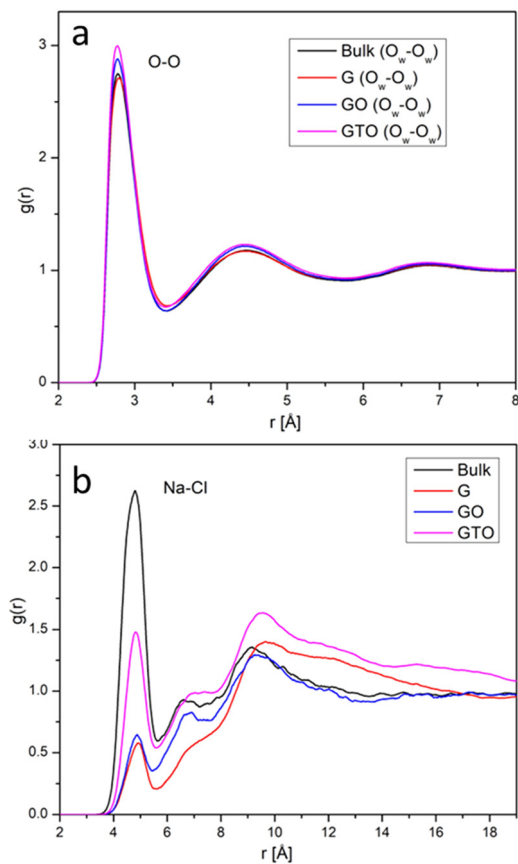 a
O-O
Bulk (Ow-Ow)
G (Ow-Ow)
GO (Ow-Ow)
GTO (Ow-Ow)
g(r)
3
2
1
0
2 3 4 5 6 7 8
r [Å]
b
Na-Cl
Bulk
G
GO
GTO
g(r)
3.0
2.5
2.0
1.5
1.0
0.5
0.0
2 4 6 8 10 12 14 16 18
r [Å]